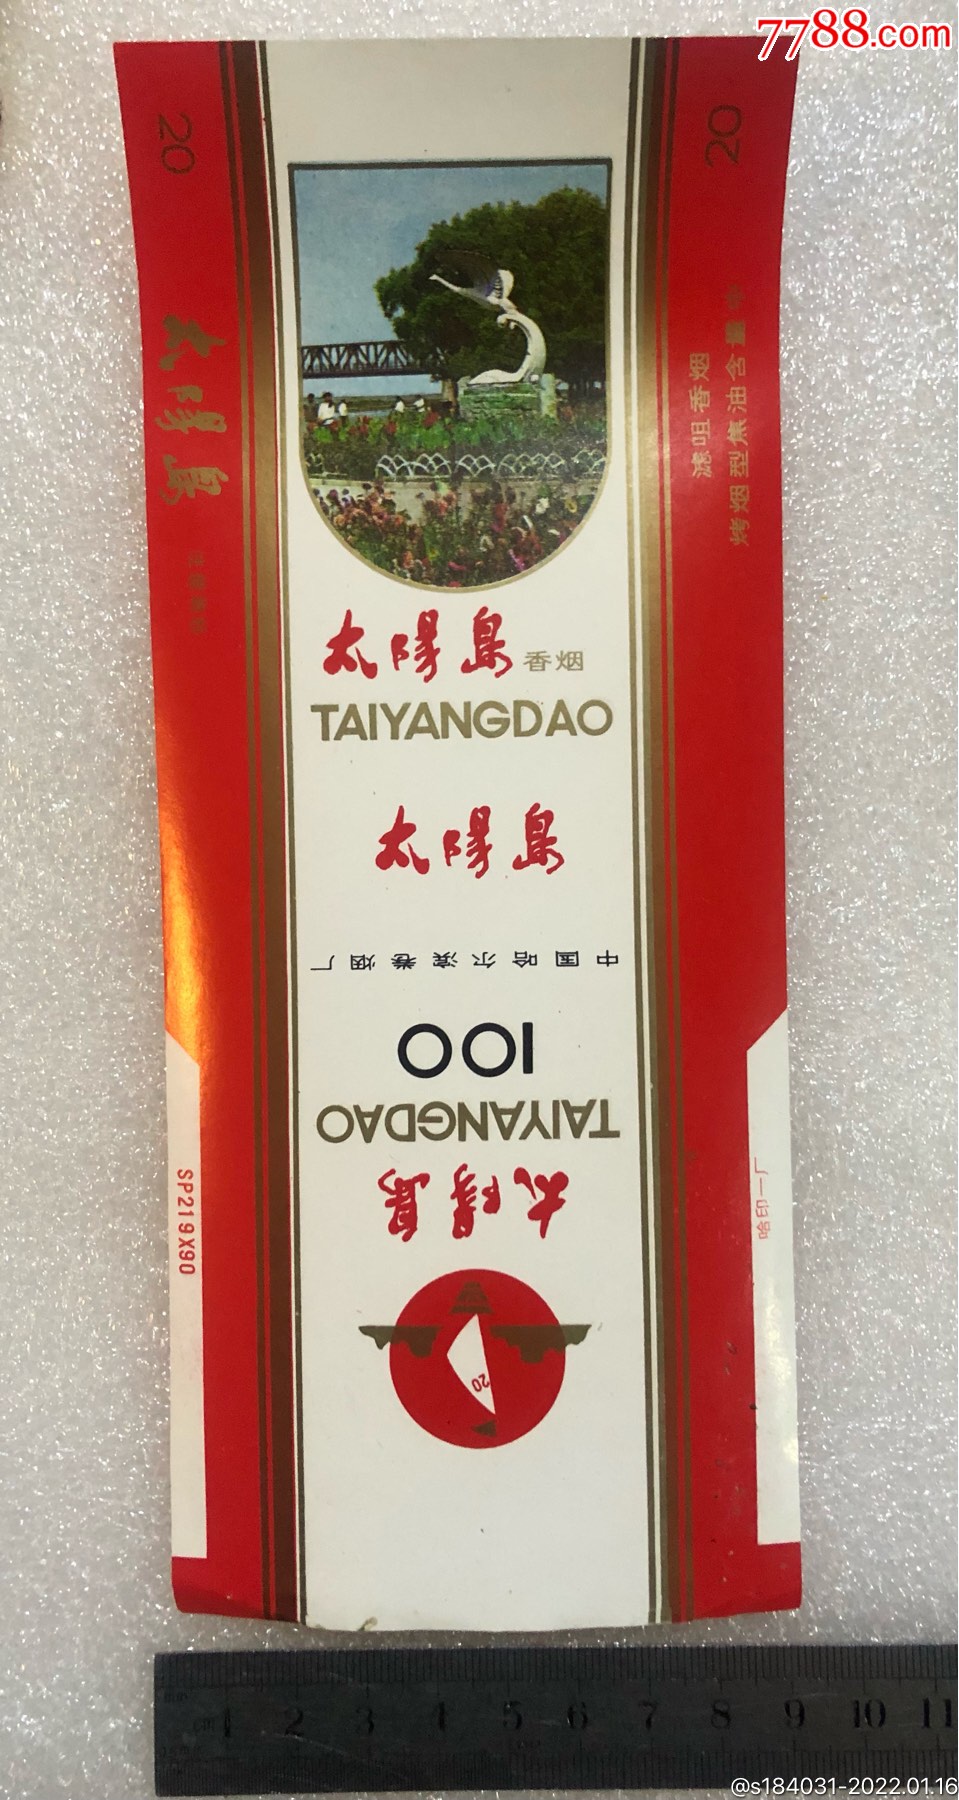 7788.com
20
太陽島
20
滤咀香烟
烤烟型焦油含量中
太陽島香烟
TAIYANGDAO
太陽島
中国哈尔滨卷烟厂
100
TAIYANGDAO
太陽島
20
SP219X90
哈印一厂
1 2 3 4 5 6 7 8 9 10 11
@s184031-2022.01.16